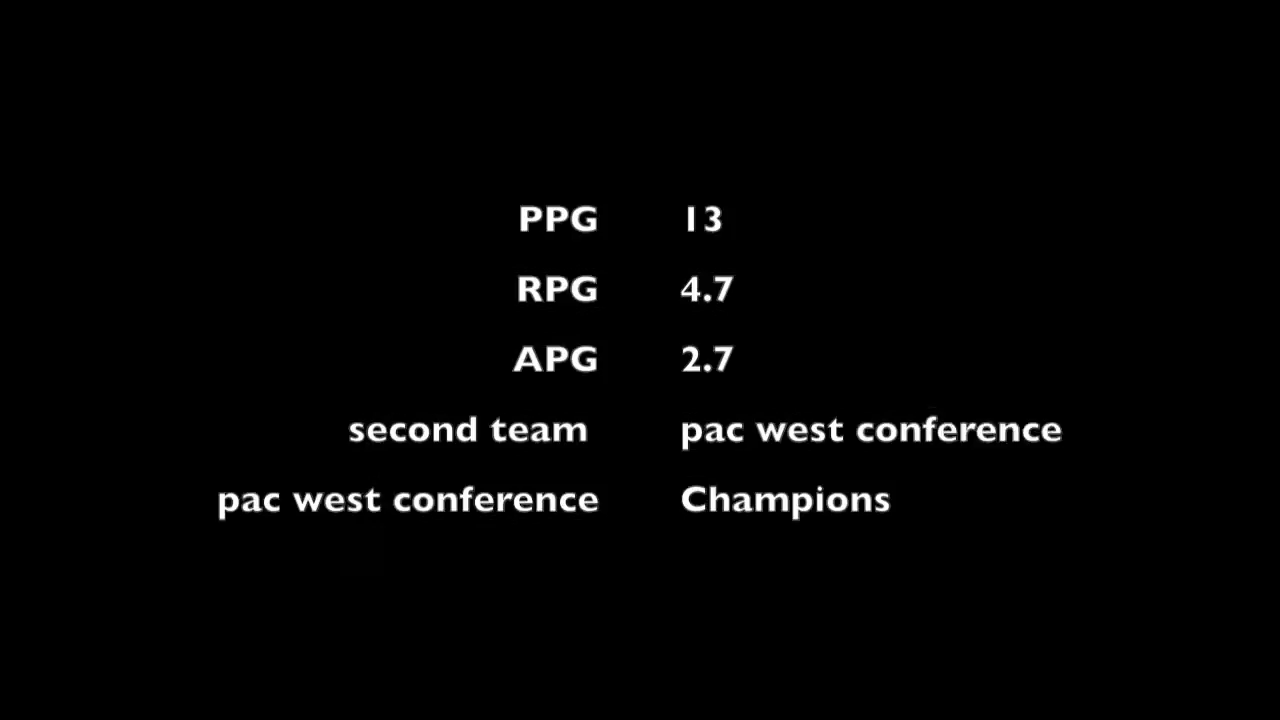 PPG 13
RPG 4.7
APG 2.7
second team pac west conference
pac west conference Champions